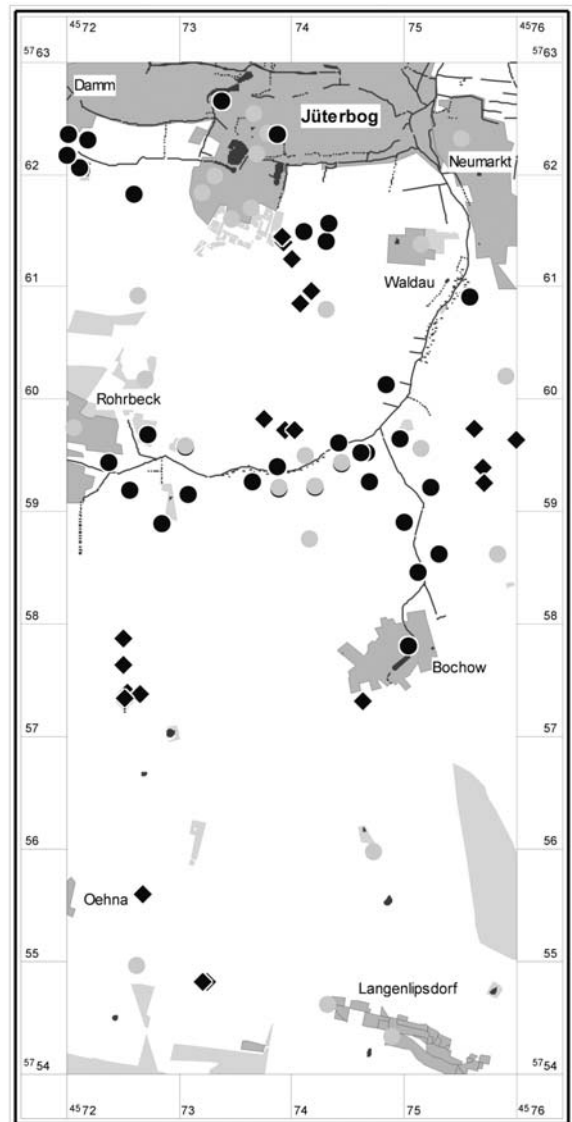 4572 73 74 75 4576
5763 5763
Damm
Jüterbog
Neumarkt
62 62
61 61
Waldau
60 60
Rohrbeck
59 59
58 58
Bochow
57 57
56 56
Oehna
55 55
Langenlipsdorf
5754 5754
4572 73 74 75 4576